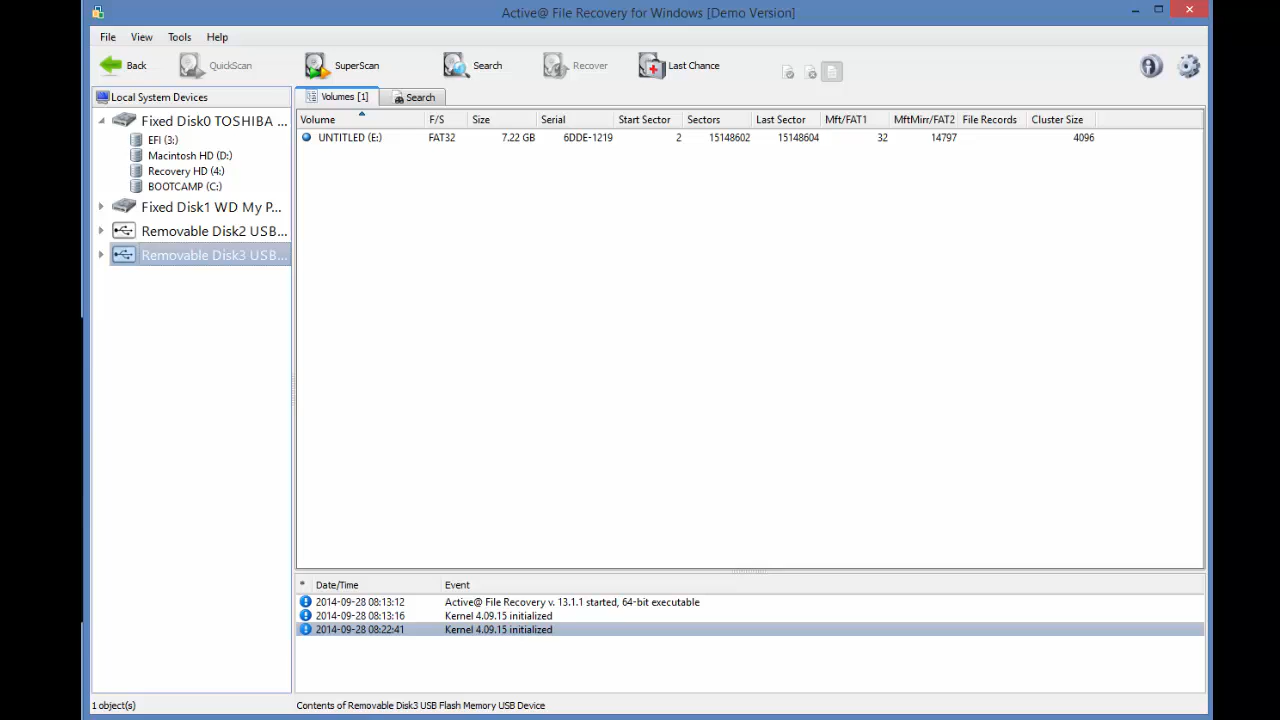 Active@ File Recovery for Windows [Demo Version]
File View Tools Help
Back QuickScan SuperScan Search Recover Last Chance
Local System Devices
Fixed Disk0 TOSHIBA ...
EFI (3:)
Macintosh HD (D:)
Recovery HD (4:)
BOOTCAMP (C:)
Fixed Disk1 WD My P...
Removable Disk2 USB...
Removable Disk3 USB...
Volumes [1] Search
Volume F/S Size Serial Start Sector Sectors Last Sector Mft/FAT1 MftMirr/FAT2 File Records Cluster Size
UNTITLED (E:) FAT32 7.22 GB 6DDE-1219 2 15148602 15148604 32 14797 4096
* Date/Time Event
2014-09-28 08:13:12 Active@ File Recovery v. 13.1.1 started, 64-bit executable
2014-09-28 08:13:16 Kernel 4.09.15 initialized
2014-09-28 08:22:41 Kernel 4.09.15 initialized
1 object(s) Contents of Removable Disk3 USB Flash Memory USB Device